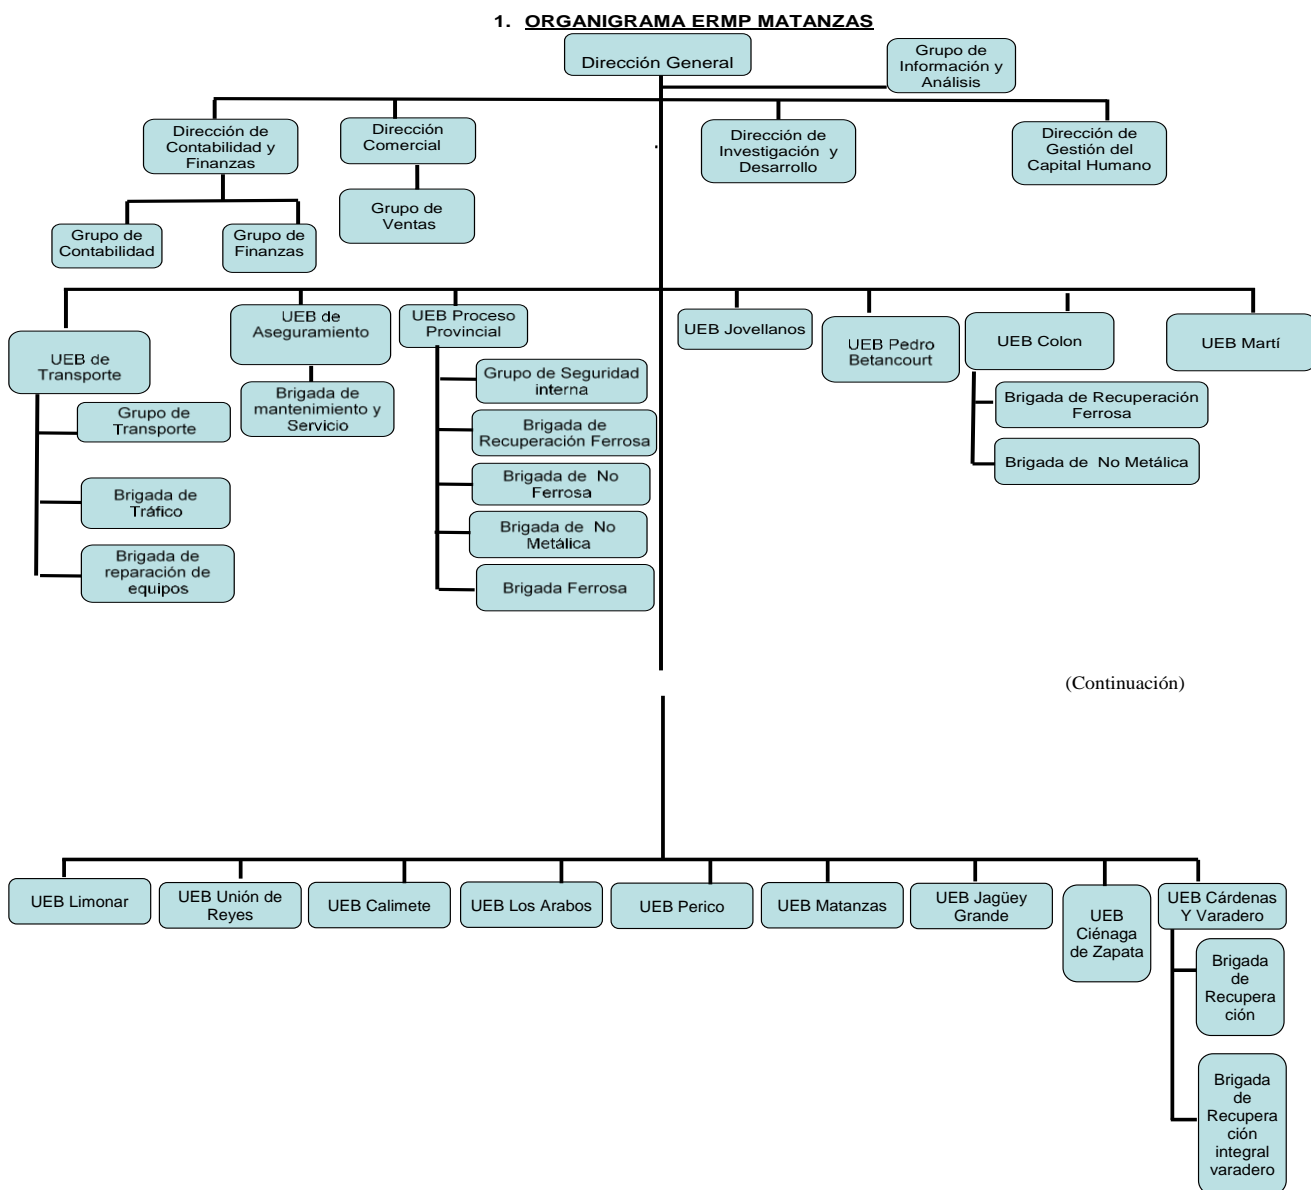 1. ORGANIGRAMA ERMP MATANZAS
Dirección General
Grupo de
Información y
Análisis
Dirección de
Contabilidad y
Finanzas
Dirección
Comercial
Dirección de
Investigación y
Desarrollo
Dirección de
Gestión del
Capital Humano
Grupo de
Contabilidad
Grupo de
Finanzas
Grupo de
Ventas
UEB de
Transporte
UEB de
Aseguramiento
UEB Proceso
Provincial
UEB Jovellanos
UEB Pedro
Betancourt
UEB Colon
UEB Martí
Grupo de
Transporte
Brigada de
Tráfico
Brigada de
reparación de
equipos
Brigada de
mantenimiento y
Servicio
Grupo de Seguridad
interna
Brigada de
Recuperación Ferrosa
Brigada de No
Ferrosa
Brigada de No
Metálica
Brigada Ferrosa
Brigada de Recuperación
Ferrosa
Brigada de No Metálica
(Continuación)
UEB Limonar
UEB Unión de
Reyes
UEB Calimete
UEB Los Arabos
UEB Perico
UEB Matanzas
UEB Jagüey
Grande
UEB
Ciénaga
de Zapata
UEB Cárdenas
Y Varadero
Brigada
de
Recupera
ción
Brigada
de
Recupera
ción
integral
varadero